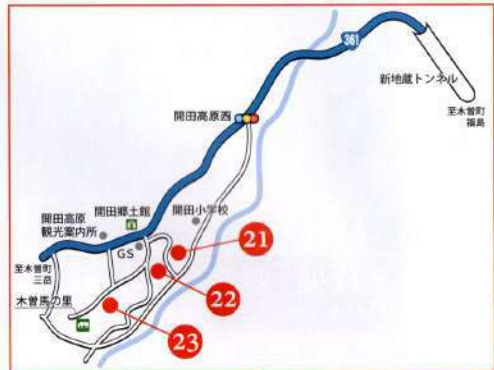 361
新地蔵トンネル
至木曽町
福島
開田高原西
開田郷土館
開田小学校
開田高原
観光案内所
GS
21
至木曽町
三岳
22
木曽馬の里
23